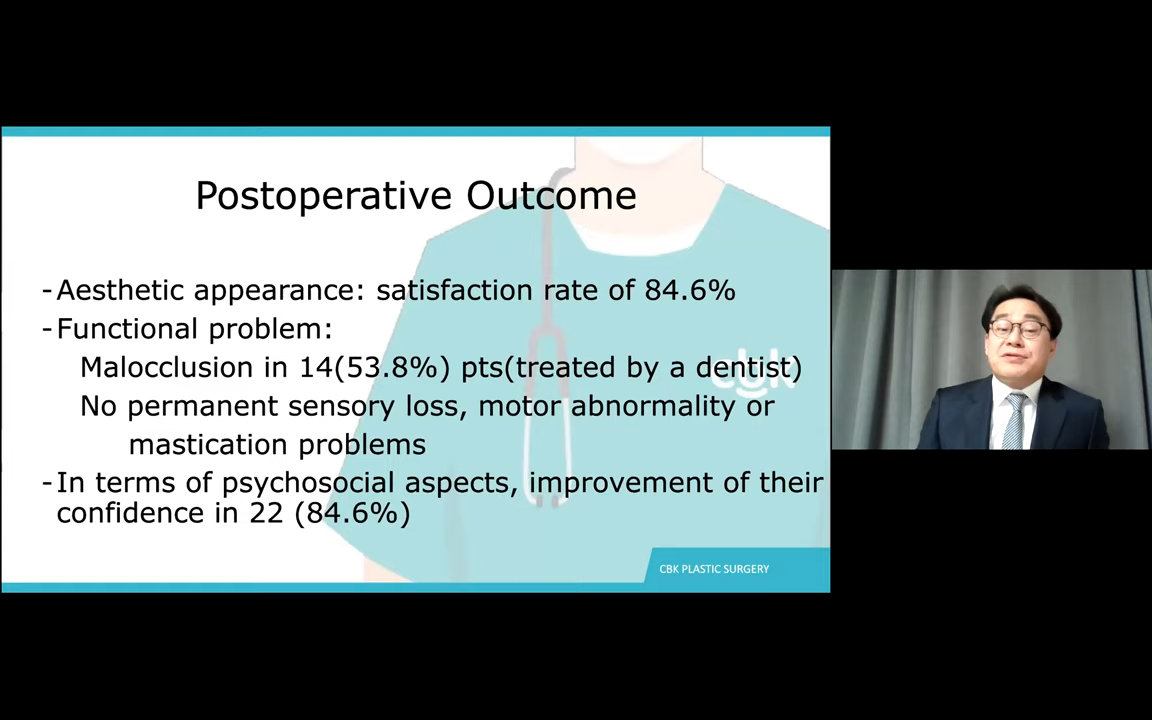 Postoperative Outcome
-Aesthetic appearance: satisfaction rate of 84.6%
-Functional problem:
Malocclusion in 14(53.8%) pts(treated by a dentist)
No permanent sensory loss, motor abnormality or
mastication problems
-In terms of psychosocial aspects, improvement of their
confidence in 22 (84.6%)
cbk
CBK PLASTIC SURGERY